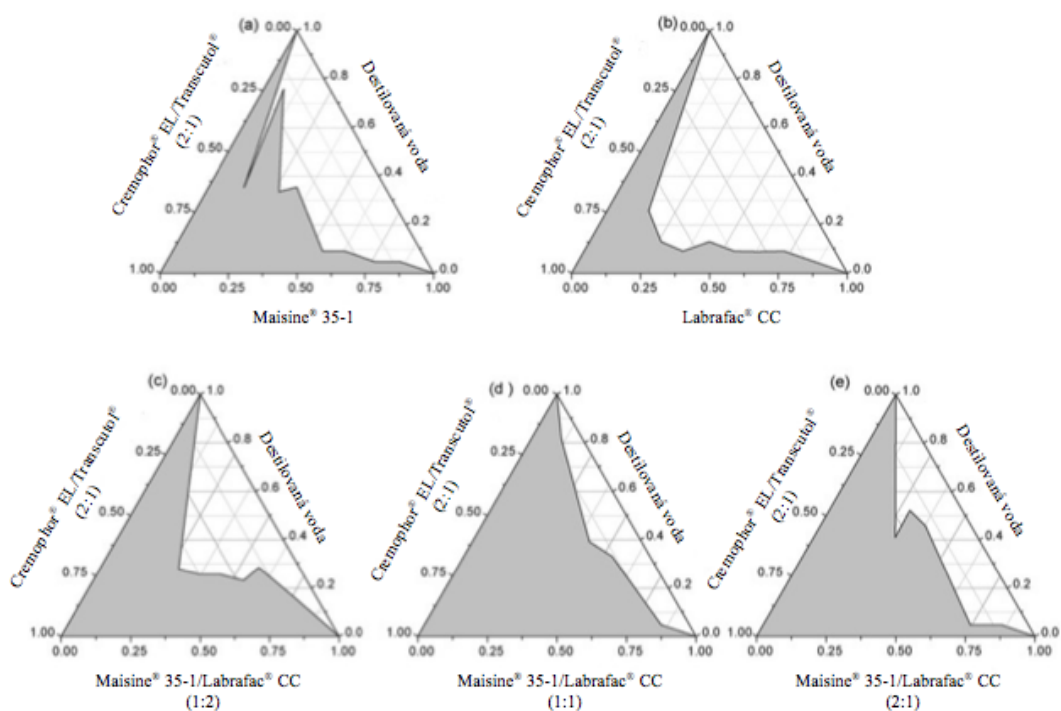 (a)
0.00 1.0
Cremophor® EL/Transcutol®
(2:1)
Destilovaná voda
0.25
0.8
0.50
0.6
0.75
0.4
1.00
0.2
0.0
0.00 0.25 0.50 0.75 1.00
Maisine® 35-1
(b)
0.00 1.0
Cremophor® EL/Transcutol®
(2:1)
Destilovaná voda
0.25
0.8
0.50
0.6
0.75
0.4
1.00
0.2
0.0
0.00 0.25 0.50 0.75 1.00
Labrafac® CC
(c)
0.00 1.0
Cremophor® EL/Transcutol®
(2:1)
Destilovaná voda
0.25
0.8
0.50
0.6
0.75
0.4
1.00
0.2
0.0
0.00 0.25 0.50 0.75 1.00
Maisine® 35-1/Labrafac® CC
(1:2)
(d )
0.00 1.0
Cremophor® EL/Transcutol®
(2:1)
Destilovaná voda
0.25
0.8
0.50
0.6
0.75
0.4
1.00
0.2
0.0
0.00 0.25 0.50 0.75 1.00
Maisine® 35-1/Labrafac® CC
(1:1)
(e)
0.00 1.0
Cremophor® EL/Transcutol®
(2:1)
Destilovaná voda
0.25
0.8
0.50
0.6
0.75
0.4
1.00
0.2
0.0
0.00 0.25 0.50 0.75 1.00
Maisine® 35-1/Labrafac® CC
(2:1)